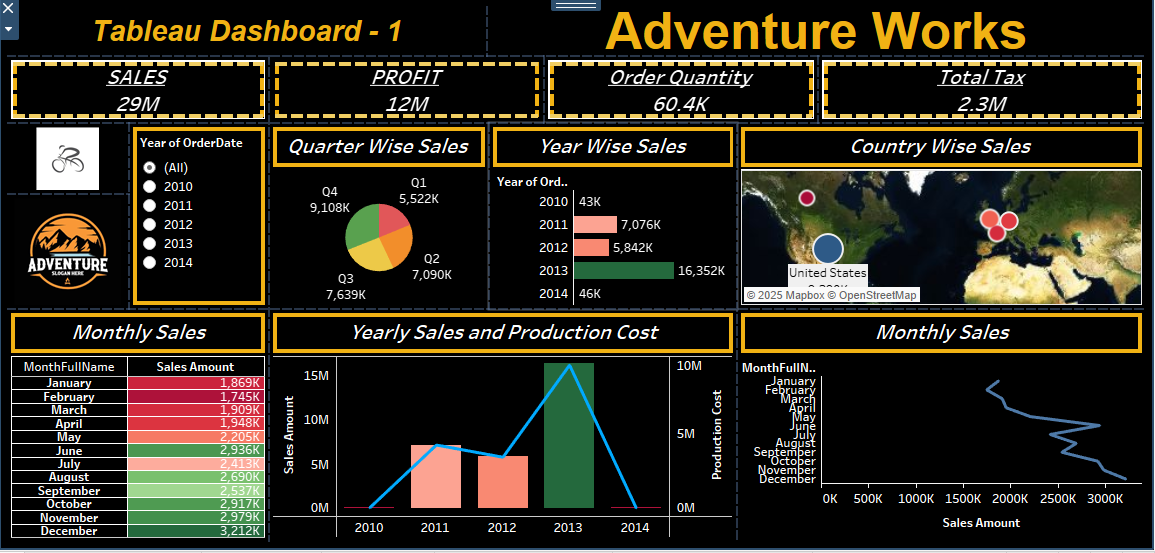 Tableau Dashboard - 1
Adventure Works
SALES
29M
PROFIT
12M
Order Quantity
60.4K
Total Tax
2.3M
ADVENTURE
SLOGAN HERE
Year of OrderDate
(All)
2010
2011
2012
2013
2014
Quarter Wise Sales
Q4
9,108K
Q1
5,522K
Q3
7,639K
Q2
7,090K
Year Wise Sales
Year of Ord..
2010 43K
2011 7,076K
2012 5,842K
2013 16,352K
2014 46K
Country Wise Sales
United States
© 2025 Mapbox © OpenStreetMap
Monthly Sales
MonthFullName Sales Amount
January 1,869K
February 1,745K
March 1,909K
April 1,948K
May 2,205K
June 2,936K
July 2,413K
August 2,690K
September 2,537K
October 2,917K
November 2,979K
December 3,212K
Yearly Sales and Production Cost
Sales Amount
15M
10M
5M
0M
2010 2011 2012 2013 2014
10M
5M
0M
Production Cost
Monthly Sales
MonthFullN..
January
February
March
April
May
June
July
August
September
October
November
December
0K 500K 1000K 1500K 2000K 2500K 3000K
Sales Amount